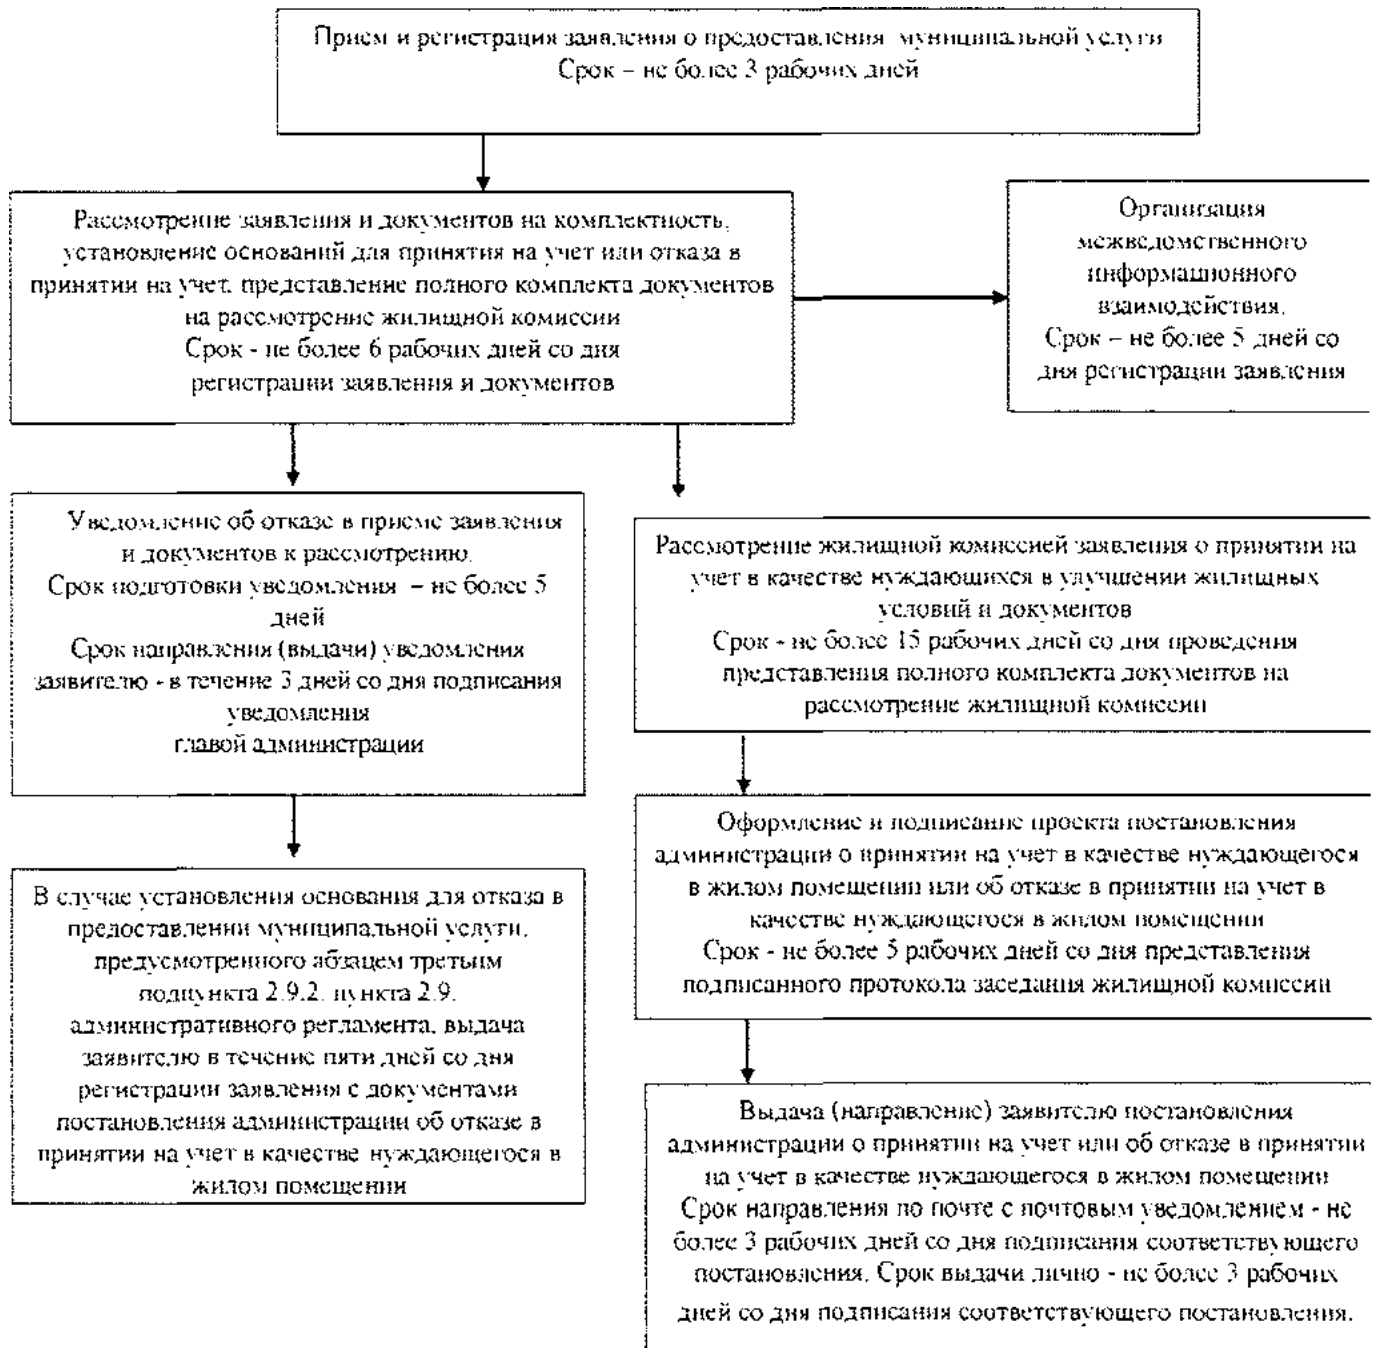 Прием и регистрация заявления о предоставления муниципальной услуги
Срок – не более 3 рабочих дней
Рассмотрение заявления и документов на комплектность,
установление оснований для принятия на учет или отказа в
принятии на учет, представление полного комплекта документов
на рассмотрение жилищной комиссии
Срок - не более 6 рабочих дней со дня
регистрации заявления и документов
Организация
межведомственного
информационного
взаимодействия.
Срок – не более 5 дней со
дня регистрации заявления
Уведомление об отказе в приеме заявления
и документов к рассмотрению.
Срок подготовки уведомления – не более 5
дней
Срок направления (выдачи) уведомления
заявителю - в течение 3 дней со дня подписания
уведомления
главой администрации
Рассмотрение жилищной комиссией заявления о принятии на
учет в качестве нуждающихся в улучшении жилищных
условий и документов
Срок - не более 15 рабочих дней со дня проведения
представления полного комплекта документов на
рассмотрение жилищной комиссии
Оформление и подписание проекта постановления
администрации о принятии на учет в качестве нуждающегося
в жилом помещении или об отказе в принятии на учет в
качестве нуждающегося в жилом помещении
Срок - не более 5 рабочих дней со дня представления
подписанного протокола заседания жилищной комиссии
В случае установления основания для отказа в
предоставлении муниципальной услуги,
предусмотренного абзацем третьим
подпункта 2.9.2. пункта 2.9.
административного регламента, выдача
заявителю в течение пяти дней со дня
регистрации заявления с документами
постановления администрации об отказе в
принятии на учет в качестве нуждающегося в
жилом помещении
Выдача (направление) заявителю постановления
администрации о принятии на учет или об отказе в принятии
на учет в качестве нуждающегося в жилом помещении
Срок направления по почте с почтовым уведомлением - не
более 3 рабочих дней со дня подписания соответствующего
постановления. Срок выдачи лично - не более 3 рабочих
дней со дня подписания соответствующего постановления.